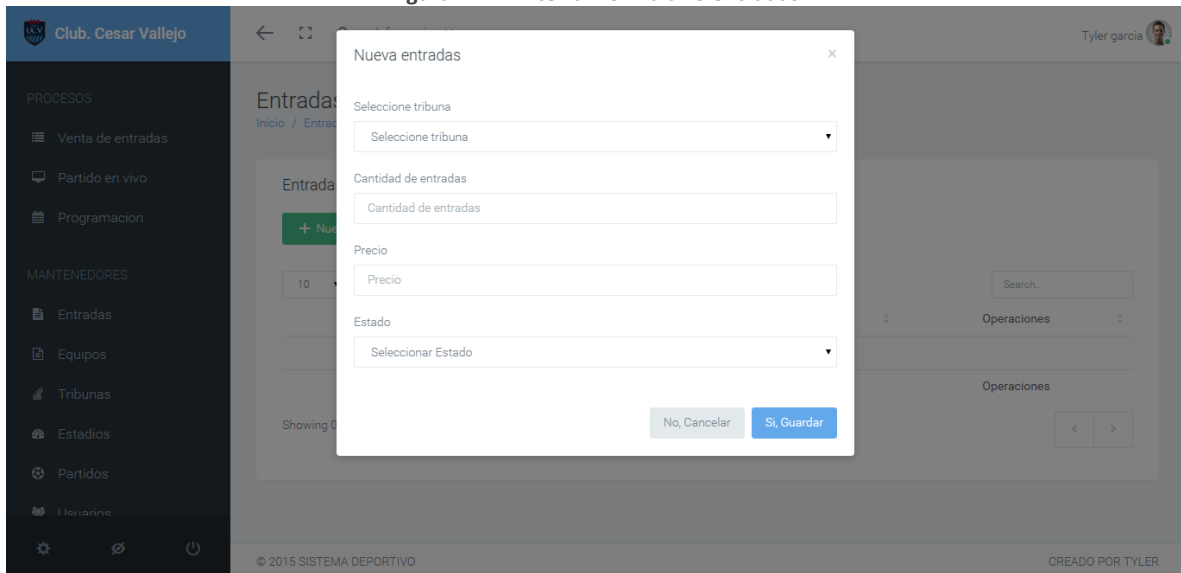 UCV
Club. Cesar Vallejo
Tyler garcia
PROCESOS
Venta de entradas
Partido en vivo
Programacion
MANTENEDORES
Entradas
Equipos
Tribunas
Estadios
Partidos
Usuarios
Entradas
Inicio / Entrad
Entrada
+ Nue
10
Search..
Operaciones
Operaciones
Showing 0
Nueva entradas
×
Seleccione tribuna
Seleccione tribuna
Cantidad de entradas
Cantidad de entradas
Precio
Precio
Estado
Seleccionar Estado
No, Cancelar
Si, Guardar
© 2015 SISTEMA DEPORTIVO
CREADO POR TYLER